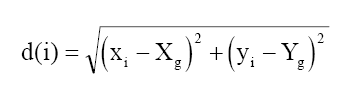 d(i) = √(xᵢ − X_g)² + (yᵢ − Y_g)²